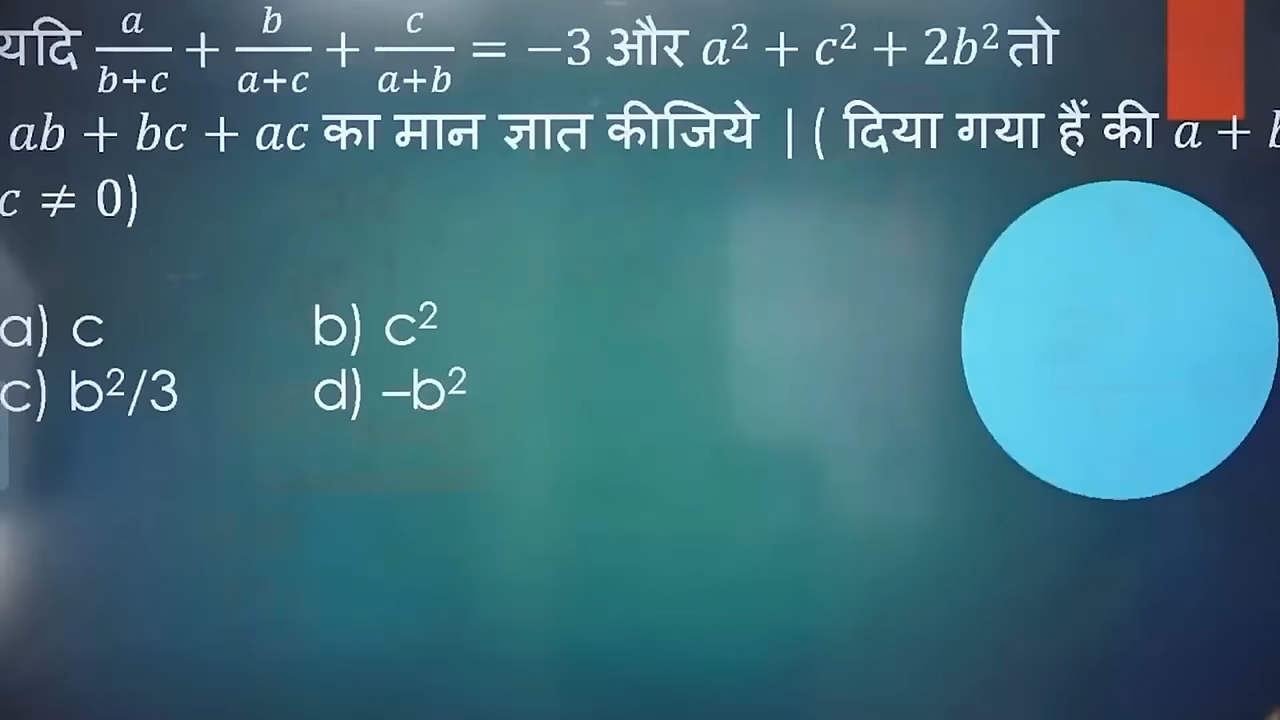 यदि a/(b+c) + b/(a+c) + c/(a+b) = −3 और a² + c² + 2b² तो
ab + bc + ac का मान ज्ञात कीजिये | ( दिया गया हैं की a + b
c ≠ 0)
a) c b) c²
c) b²/3 d) –b²